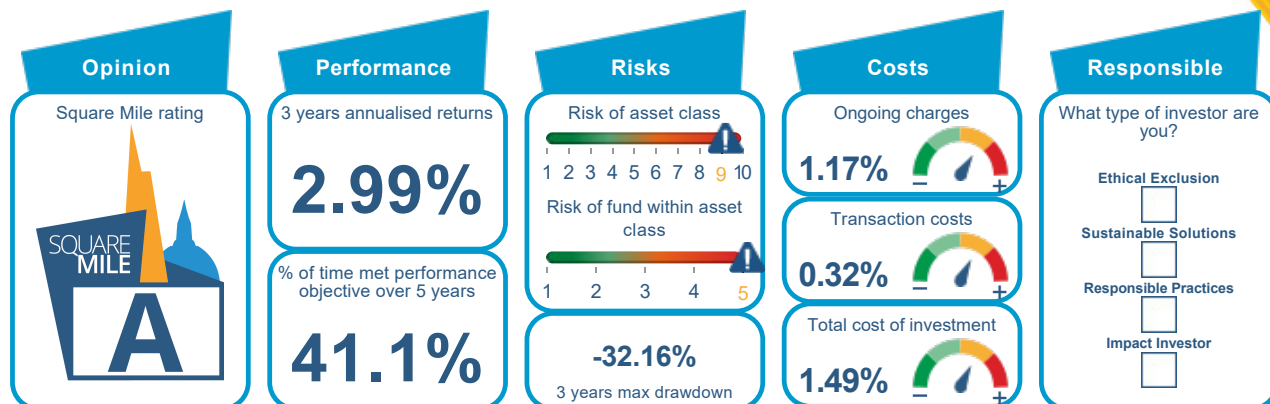 Opinion
Square Mile rating
SQUARE
MILE
A
Performance
3 years annualised returns
2.99%
% of time met performance
objective over 5 years
41.1%
Risks
Risk of asset class
!
1 2 3 4 5 6 7 8 9 10
Risk of fund within asset
class
!
1 2 3 4 5
-32.16%
3 years max drawdown
Costs
Ongoing charges
1.17%
− +
Transaction costs
0.32%
− +
Total cost of investment
1.49%
− +
Responsible
What type of investor are
you?
Ethical Exclusion
Sustainable Solutions
Responsible Practices
Impact Investor